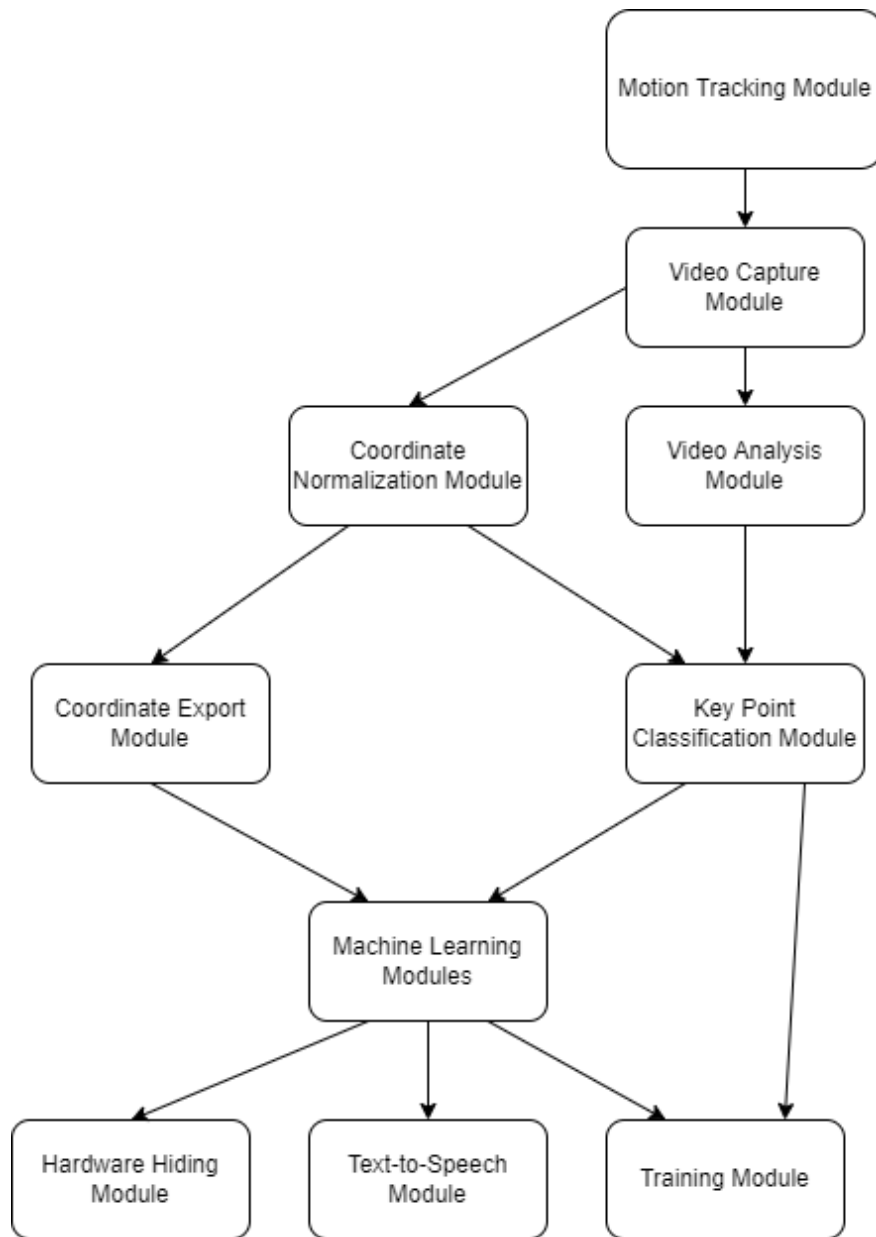 Motion Tracking Module
Video Capture
Module
Coordinate
Normalization Module
Video Analysis
Module
Coordinate Export
Module
Key Point
Classification Module
Machine Learning
Modules
Hardware Hiding
Module
Text-to-Speech
Module
Training Module